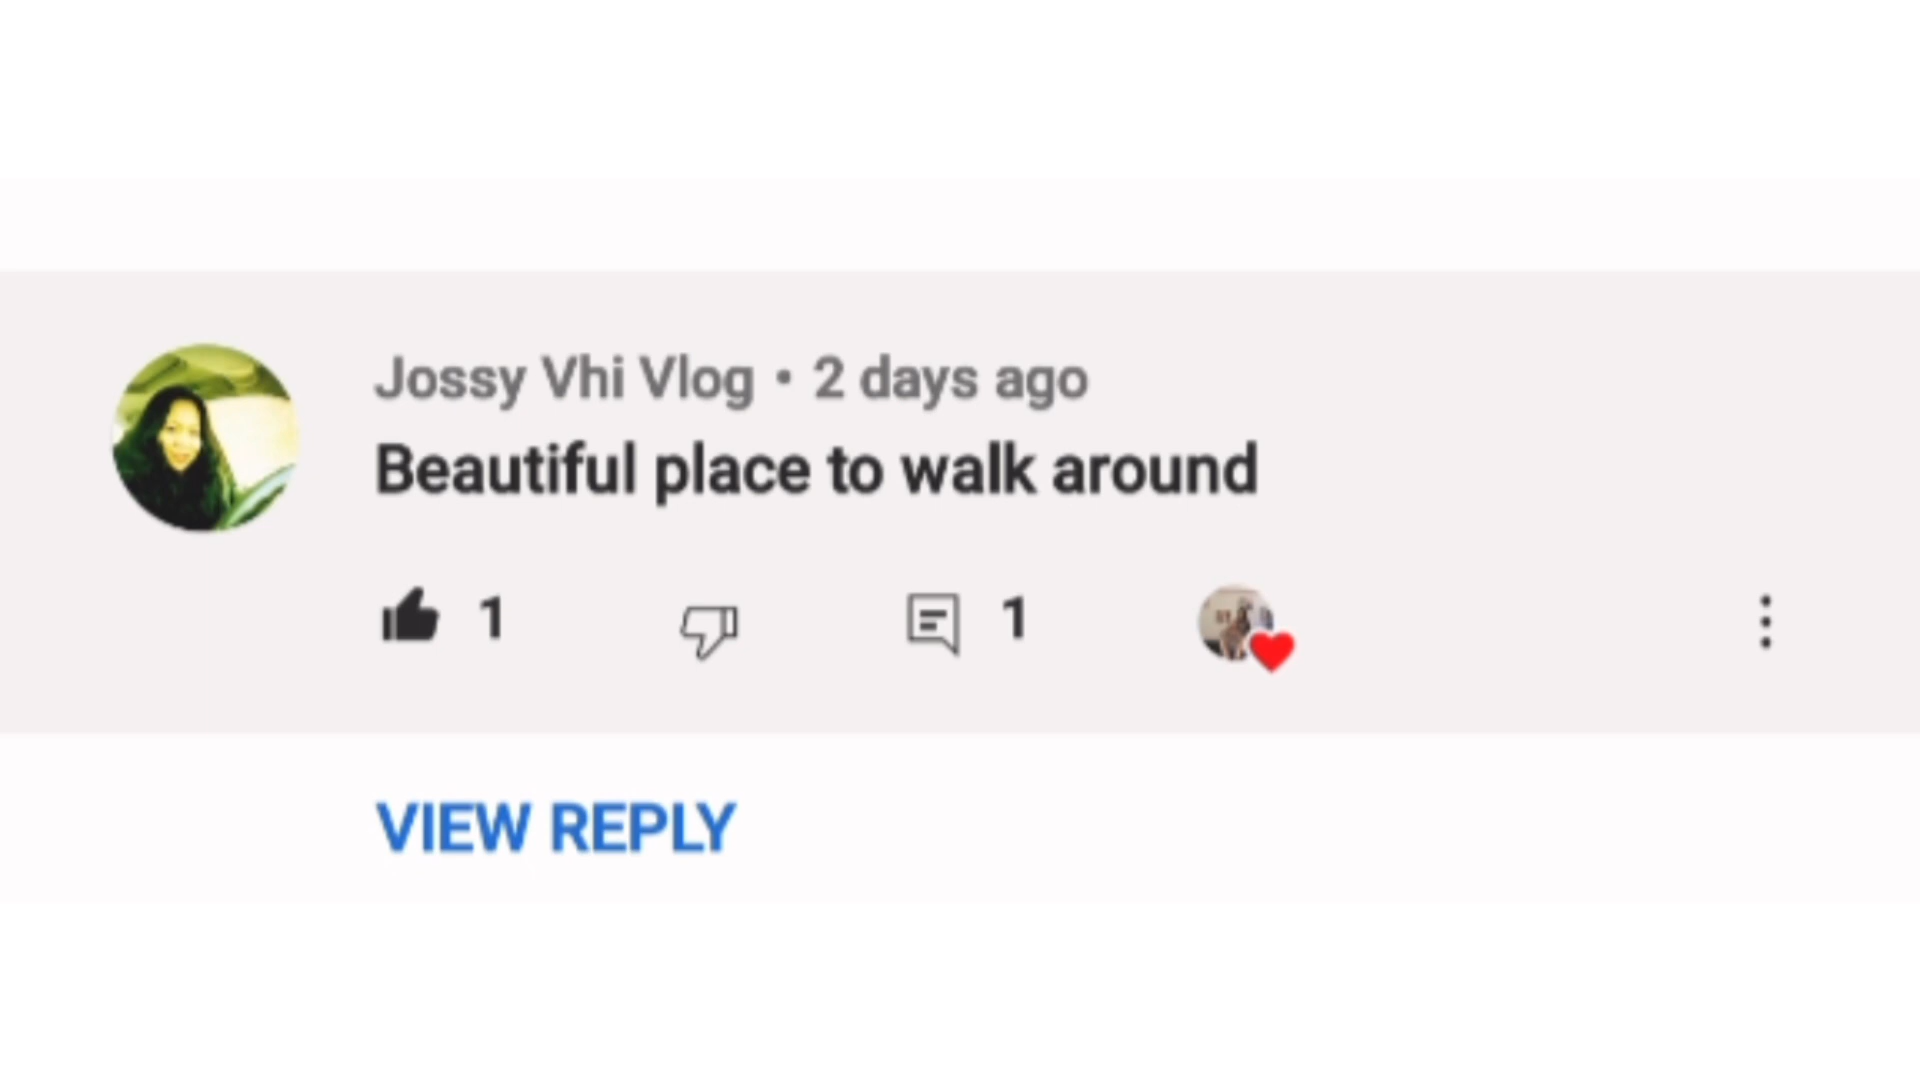 Jossy Vhi Vlog • 2 days ago
Beautiful place to walk around
1 1
VIEW REPLY